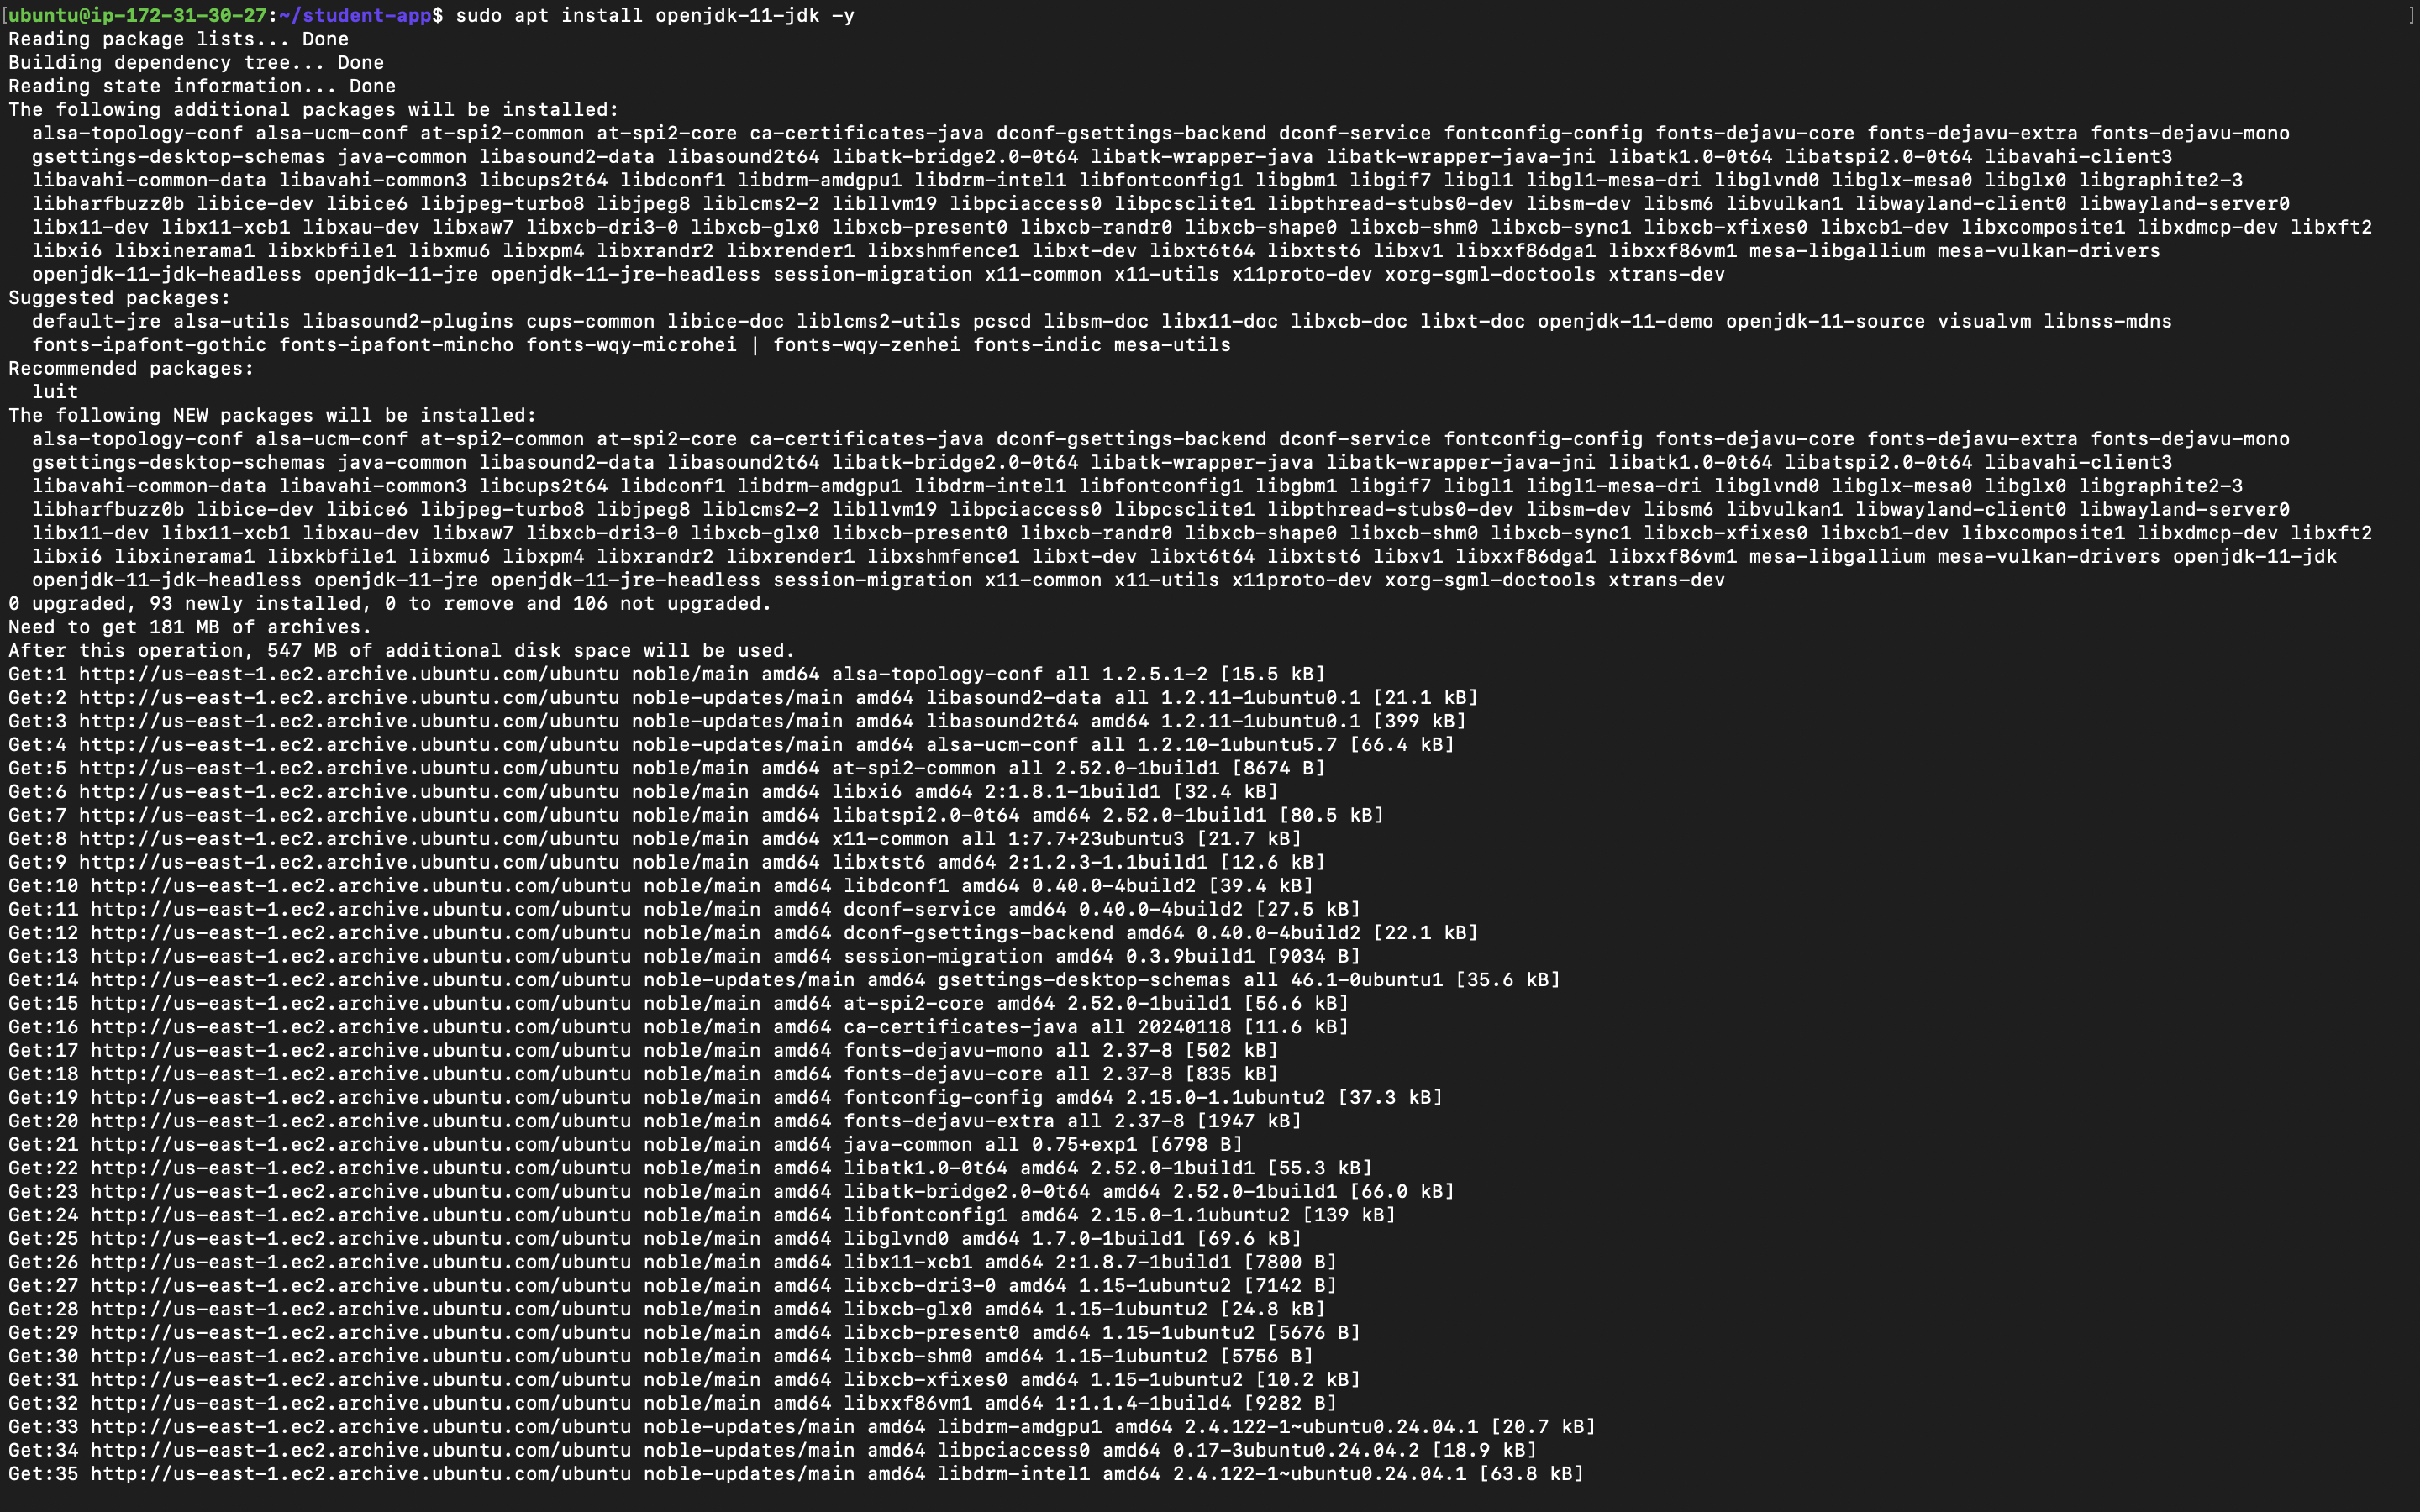 [ubuntu@ip-172-31-30-27:~/student-app$ sudo apt install openjdk-11-jdk -y ]
Reading package lists... Done
Building dependency tree... Done
Reading state information... Done
The following additional packages will be installed:
  alsa-topology-conf alsa-ucm-conf at-spi2-common at-spi2-core ca-certificates-java dconf-gsettings-backend dconf-service fontconfig-config fonts-dejavu-core fonts-dejavu-extra fonts-dejavu-mono
  gsettings-desktop-schemas java-common libasound2-data libasound2t64 libatk-bridge2.0-0t64 libatk-wrapper-java libatk-wrapper-java-jni libatk1.0-0t64 libatspi2.0-0t64 libavahi-client3
  libavahi-common-data libavahi-common3 libcups2t64 libdconf1 libdrm-amdgpu1 libdrm-intel1 libfontconfig1 libgbm1 libgif7 libgl1 libgl1-mesa-dri libglvnd0 libglx-mesa0 libglx0 libgraphite2-3
  libharfbuzz0b libice-dev libice6 libjpeg-turbo8 libjpeg8 liblcms2-2 libllvm19 libpciaccess0 libpcsclite1 libpthread-stubs0-dev libsm-dev libsm6 libvulkan1 libwayland-client0 libwayland-server0
  libx11-dev libx11-xcb1 libxau-dev libxaw7 libxcb-dri3-0 libxcb-glx0 libxcb-present0 libxcb-randr0 libxcb-shape0 libxcb-shm0 libxcb-sync1 libxcb-xfixes0 libxcb1-dev libxcomposite1 libxdmcp-dev libxft2
  libxi6 libxinerama1 libxkbfile1 libxmu6 libxpm4 libxrandr2 libxrender1 libxshmfence1 libxt-dev libxt6t64 libxtst6 libxv1 libxxf86dga1 libxxf86vm1 mesa-libgallium mesa-vulkan-drivers
  openjdk-11-jdk-headless openjdk-11-jre openjdk-11-jre-headless session-migration x11-common x11-utils x11proto-dev xorg-sgml-doctools xtrans-dev
Suggested packages:
  default-jre alsa-utils libasound2-plugins cups-common libice-doc liblcms2-utils pcscd libsm-doc libx11-doc libxcb-doc libxt-doc openjdk-11-demo openjdk-11-source visualvm libnss-mdns
  fonts-ipafont-gothic fonts-ipafont-mincho fonts-wqy-microhei | fonts-wqy-zenhei fonts-indic mesa-utils
Recommended packages:
  luit
The following NEW packages will be installed:
  alsa-topology-conf alsa-ucm-conf at-spi2-common at-spi2-core ca-certificates-java dconf-gsettings-backend dconf-service fontconfig-config fonts-dejavu-core fonts-dejavu-extra fonts-dejavu-mono
  gsettings-desktop-schemas java-common libasound2-data libasound2t64 libatk-bridge2.0-0t64 libatk-wrapper-java libatk-wrapper-java-jni libatk1.0-0t64 libatspi2.0-0t64 libavahi-client3
  libavahi-common-data libavahi-common3 libcups2t64 libdconf1 libdrm-amdgpu1 libdrm-intel1 libfontconfig1 libgbm1 libgif7 libgl1 libgl1-mesa-dri libglvnd0 libglx-mesa0 libglx0 libgraphite2-3
  libharfbuzz0b libice-dev libice6 libjpeg-turbo8 libjpeg8 liblcms2-2 libllvm19 libpciaccess0 libpcsclite1 libpthread-stubs0-dev libsm-dev libsm6 libvulkan1 libwayland-client0 libwayland-server0
  libx11-dev libx11-xcb1 libxau-dev libxaw7 libxcb-dri3-0 libxcb-glx0 libxcb-present0 libxcb-randr0 libxcb-shape0 libxcb-shm0 libxcb-sync1 libxcb-xfixes0 libxcb1-dev libxcomposite1 libxdmcp-dev libxft2
  libxi6 libxinerama1 libxkbfile1 libxmu6 libxpm4 libxrandr2 libxrender1 libxshmfence1 libxt-dev libxt6t64 libxtst6 libxv1 libxxf86dga1 libxxf86vm1 mesa-libgallium mesa-vulkan-drivers openjdk-11-jdk
  openjdk-11-jdk-headless openjdk-11-jre openjdk-11-jre-headless session-migration x11-common x11-utils x11proto-dev xorg-sgml-doctools xtrans-dev
0 upgraded, 93 newly installed, 0 to remove and 106 not upgraded.
Need to get 181 MB of archives.
After this operation, 547 MB of additional disk space will be used.
Get:1 http://us-east-1.ec2.archive.ubuntu.com/ubuntu noble/main amd64 alsa-topology-conf all 1.2.5.1-2 [15.5 kB]
Get:2 http://us-east-1.ec2.archive.ubuntu.com/ubuntu noble-updates/main amd64 libasound2-data all 1.2.11-1ubuntu0.1 [21.1 kB]
Get:3 http://us-east-1.ec2.archive.ubuntu.com/ubuntu noble-updates/main amd64 libasound2t64 amd64 1.2.11-1ubuntu0.1 [399 kB]
Get:4 http://us-east-1.ec2.archive.ubuntu.com/ubuntu noble-updates/main amd64 alsa-ucm-conf all 1.2.10-1ubuntu5.7 [66.4 kB]
Get:5 http://us-east-1.ec2.archive.ubuntu.com/ubuntu noble/main amd64 at-spi2-common all 2.52.0-1build1 [8674 B]
Get:6 http://us-east-1.ec2.archive.ubuntu.com/ubuntu noble/main amd64 libxi6 amd64 2:1.8.1-1build1 [32.4 kB]
Get:7 http://us-east-1.ec2.archive.ubuntu.com/ubuntu noble/main amd64 libatspi2.0-0t64 amd64 2.52.0-1build1 [80.5 kB]
Get:8 http://us-east-1.ec2.archive.ubuntu.com/ubuntu noble/main amd64 x11-common all 1:7.7+23ubuntu3 [21.7 kB]
Get:9 http://us-east-1.ec2.archive.ubuntu.com/ubuntu noble/main amd64 libxtst6 amd64 2:1.2.3-1.1build1 [12.6 kB]
Get:10 http://us-east-1.ec2.archive.ubuntu.com/ubuntu noble/main amd64 libdconf1 amd64 0.40.0-4build2 [39.4 kB]
Get:11 http://us-east-1.ec2.archive.ubuntu.com/ubuntu noble/main amd64 dconf-service amd64 0.40.0-4build2 [27.5 kB]
Get:12 http://us-east-1.ec2.archive.ubuntu.com/ubuntu noble/main amd64 dconf-gsettings-backend amd64 0.40.0-4build2 [22.1 kB]
Get:13 http://us-east-1.ec2.archive.ubuntu.com/ubuntu noble/main amd64 session-migration amd64 0.3.9build1 [9034 B]
Get:14 http://us-east-1.ec2.archive.ubuntu.com/ubuntu noble-updates/main amd64 gsettings-desktop-schemas all 46.1-0ubuntu1 [35.6 kB]
Get:15 http://us-east-1.ec2.archive.ubuntu.com/ubuntu noble/main amd64 at-spi2-core amd64 2.52.0-1build1 [56.6 kB]
Get:16 http://us-east-1.ec2.archive.ubuntu.com/ubuntu noble/main amd64 ca-certificates-java all 20240118 [11.6 kB]
Get:17 http://us-east-1.ec2.archive.ubuntu.com/ubuntu noble/main amd64 fonts-dejavu-mono all 2.37-8 [502 kB]
Get:18 http://us-east-1.ec2.archive.ubuntu.com/ubuntu noble/main amd64 fonts-dejavu-core all 2.37-8 [835 kB]
Get:19 http://us-east-1.ec2.archive.ubuntu.com/ubuntu noble/main amd64 fontconfig-config amd64 2.15.0-1.1ubuntu2 [37.3 kB]
Get:20 http://us-east-1.ec2.archive.ubuntu.com/ubuntu noble/main amd64 fonts-dejavu-extra all 2.37-8 [1947 kB]
Get:21 http://us-east-1.ec2.archive.ubuntu.com/ubuntu noble/main amd64 java-common all 0.75+exp1 [6798 B]
Get:22 http://us-east-1.ec2.archive.ubuntu.com/ubuntu noble/main amd64 libatk1.0-0t64 amd64 2.52.0-1build1 [55.3 kB]
Get:23 http://us-east-1.ec2.archive.ubuntu.com/ubuntu noble/main amd64 libatk-bridge2.0-0t64 amd64 2.52.0-1build1 [66.0 kB]
Get:24 http://us-east-1.ec2.archive.ubuntu.com/ubuntu noble/main amd64 libfontconfig1 amd64 2.15.0-1.1ubuntu2 [139 kB]
Get:25 http://us-east-1.ec2.archive.ubuntu.com/ubuntu noble/main amd64 libglvnd0 amd64 1.7.0-1build1 [69.6 kB]
Get:26 http://us-east-1.ec2.archive.ubuntu.com/ubuntu noble/main amd64 libx11-xcb1 amd64 2:1.8.7-1build1 [7800 B]
Get:27 http://us-east-1.ec2.archive.ubuntu.com/ubuntu noble/main amd64 libxcb-dri3-0 amd64 1.15-1ubuntu2 [7142 B]
Get:28 http://us-east-1.ec2.archive.ubuntu.com/ubuntu noble/main amd64 libxcb-glx0 amd64 1.15-1ubuntu2 [24.8 kB]
Get:29 http://us-east-1.ec2.archive.ubuntu.com/ubuntu noble/main amd64 libxcb-present0 amd64 1.15-1ubuntu2 [5676 B]
Get:30 http://us-east-1.ec2.archive.ubuntu.com/ubuntu noble/main amd64 libxcb-shm0 amd64 1.15-1ubuntu2 [5756 B]
Get:31 http://us-east-1.ec2.archive.ubuntu.com/ubuntu noble/main amd64 libxcb-xfixes0 amd64 1.15-1ubuntu2 [10.2 kB]
Get:32 http://us-east-1.ec2.archive.ubuntu.com/ubuntu noble/main amd64 libxxf86vm1 amd64 1:1.1.4-1build4 [9282 B]
Get:33 http://us-east-1.ec2.archive.ubuntu.com/ubuntu noble-updates/main amd64 libdrm-amdgpu1 amd64 2.4.122-1~ubuntu0.24.04.1 [20.7 kB]
Get:34 http://us-east-1.ec2.archive.ubuntu.com/ubuntu noble-updates/main amd64 libpciaccess0 amd64 0.17-3ubuntu0.24.04.2 [18.9 kB]
Get:35 http://us-east-1.ec2.archive.ubuntu.com/ubuntu noble-updates/main amd64 libdrm-intel1 amd64 2.4.122-1~ubuntu0.24.04.1 [63.8 kB]